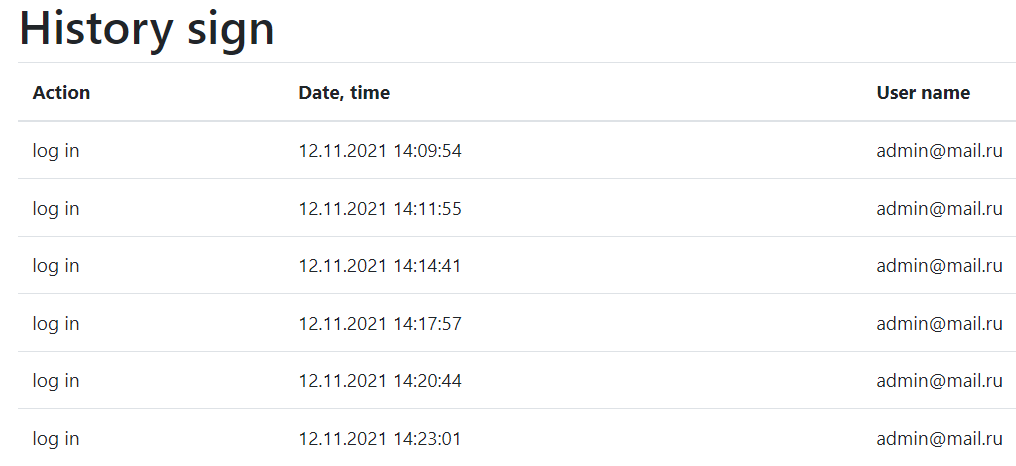 History sign
Action Date, time User name
log in 12.11.2021 14:09:54 admin@mail.ru
log in 12.11.2021 14:11:55 admin@mail.ru
log in 12.11.2021 14:14:41 admin@mail.ru
log in 12.11.2021 14:17:57 admin@mail.ru
log in 12.11.2021 14:20:44 admin@mail.ru
log in 12.11.2021 14:23:01 admin@mail.ru